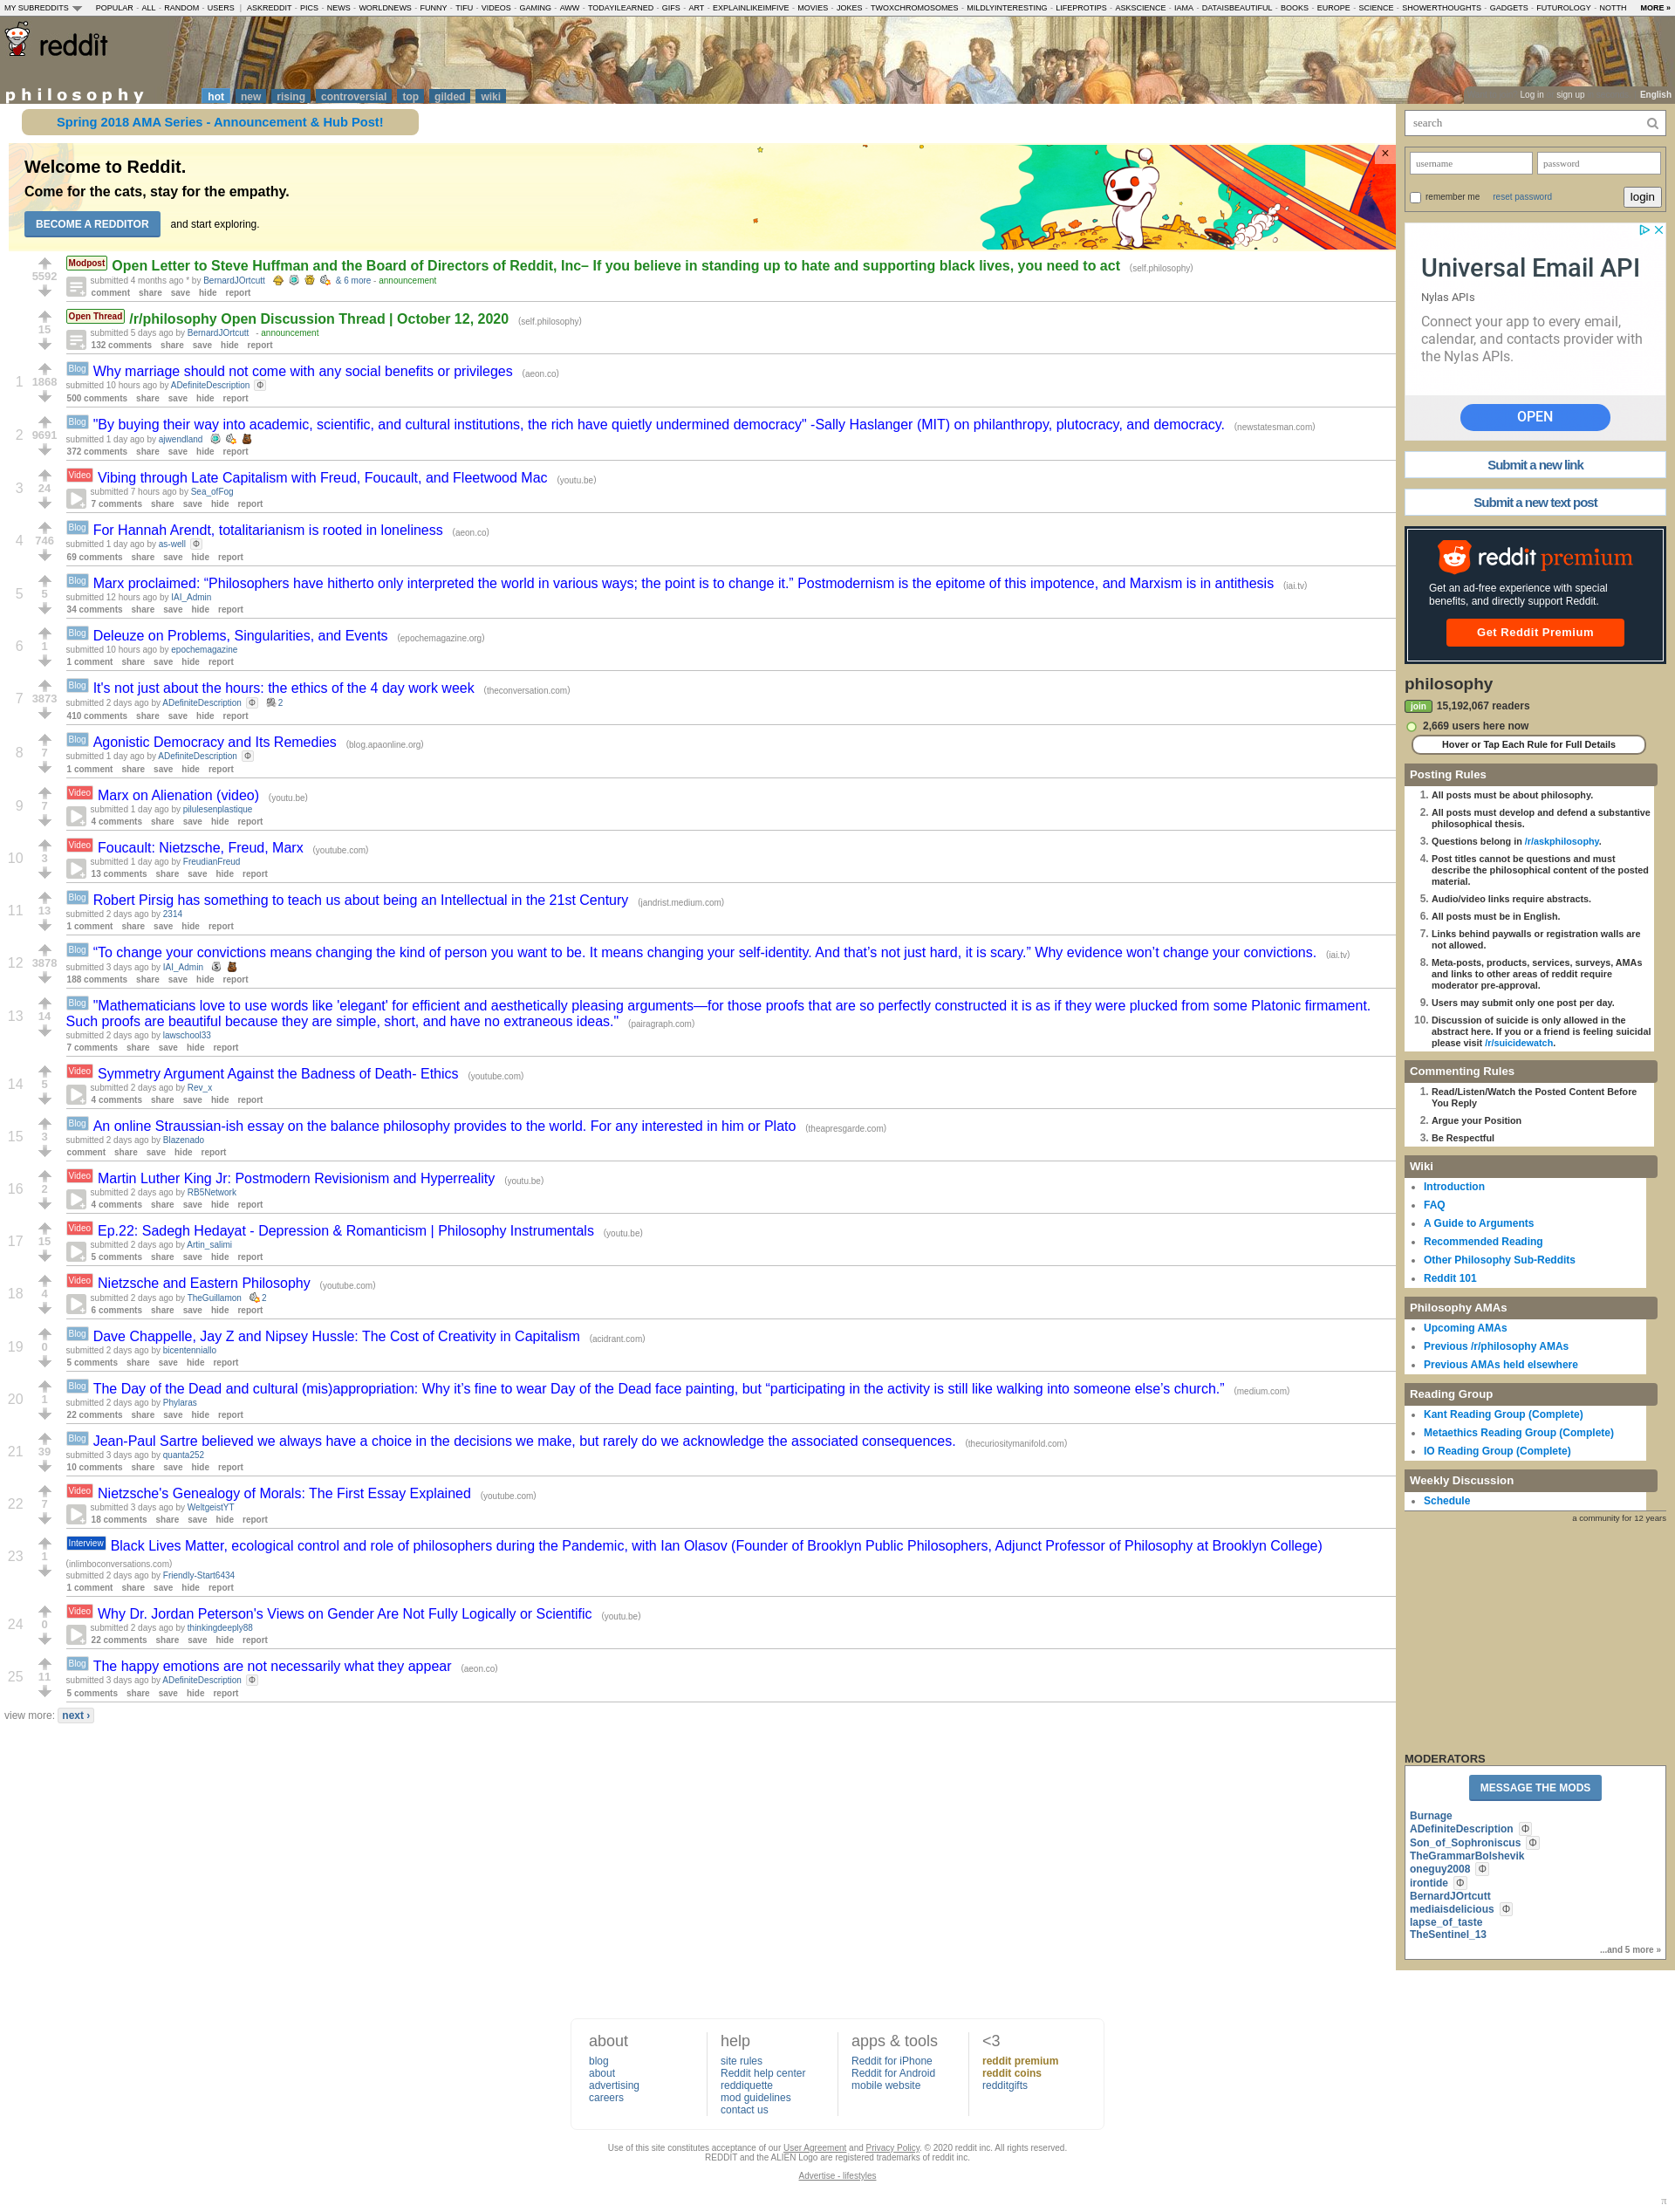 MY SUBREDDITS POPULAR - ALL - RANDOM - USERS | ASKREDDIT - PICS - NEWS - WORLDNEWS - FUNNY - TIFU - VIDEOS - GAMING - AWW - TODAYILEARNED - GIFS - ART - EXPLAINLIKEIMFIVE - MOVIES - JOKES - TWOXCHROMOSOMES - MILDLYINTERESTING - LIFEPROTIPS - ASKSCIENCE - IAMA - DATAISBEAUTIFUL - BOOKS - EUROPE - SCIENCE - SHOWERTHOUGHTS - GADGETS - FUTUROLOGY - NOTTH MORE »
reddit
philosophy hot new rising controversial top gilded wiki
Log in sign up English
Spring 2018 AMA Series - Announcement & Hub Post!
Welcome to Reddit.
Come for the cats, stay for the empathy.
BECOME A REDDITOR and start exploring.
×
5592
Modpost Open Letter to Steve Huffman and the Board of Directors of Reddit, Inc– If you believe in standing up to hate and supporting black lives, you need to act (self.philosophy)
submitted 4 months ago * by BernardJOrtcutt & 6 more - announcement
comment share save hide report
15
Open Thread /r/philosophy Open Discussion Thread | October 12, 2020 (self.philosophy)
submitted 5 days ago by BernardJOrtcutt - announcement
132 comments share save hide report
1 1868
Blog Why marriage should not come with any social benefits or privileges (aeon.co)
submitted 10 hours ago by ADefiniteDescription Φ
500 comments share save hide report
2 9691
Blog "By buying their way into academic, scientific, and cultural institutions, the rich have quietly undermined democracy" -Sally Haslanger (MIT) on philanthropy, plutocracy, and democracy. (newstatesman.com)
submitted 1 day ago by ajwendland
372 comments share save hide report
3 24
Video Vibing through Late Capitalism with Freud, Foucault, and Fleetwood Mac (youtu.be)
submitted 7 hours ago by Sea_ofFog
7 comments share save hide report
4 746
Blog For Hannah Arendt, totalitarianism is rooted in loneliness (aeon.co)
submitted 1 day ago by as-well Φ
69 comments share save hide report
5 5
Blog Marx proclaimed: “Philosophers have hitherto only interpreted the world in various ways; the point is to change it.” Postmodernism is the epitome of this impotence, and Marxism is in antithesis (iai.tv)
submitted 12 hours ago by IAI_Admin
34 comments share save hide report
6 1
Blog Deleuze on Problems, Singularities, and Events (epochemagazine.org)
submitted 10 hours ago by epochemagazine
1 comment share save hide report
7 3873
Blog It's not just about the hours: the ethics of the 4 day work week (theconversation.com)
submitted 2 days ago by ADefiniteDescription Φ 2
410 comments share save hide report
8 7
Blog Agonistic Democracy and Its Remedies (blog.apaonline.org)
submitted 1 day ago by ADefiniteDescription Φ
1 comment share save hide report
9 7
Video Marx on Alienation (video) (youtu.be)
submitted 1 day ago by pilulesenplastique
4 comments share save hide report
10 3
Video Foucault: Nietzsche, Freud, Marx (youtube.com)
submitted 1 day ago by FreudianFreud
13 comments share save hide report
11 13
Blog Robert Pirsig has something to teach us about being an Intellectual in the 21st Century (jandrist.medium.com)
submitted 2 days ago by 2314
1 comment share save hide report
12 3878
Blog “To change your convictions means changing the kind of person you want to be. It means changing your self-identity. And that’s not just hard, it is scary.” Why evidence won’t change your convictions. (iai.tv)
submitted 3 days ago by IAI_Admin
188 comments share save hide report
13 14
Blog "Mathematicians love to use words like 'elegant' for efficient and aesthetically pleasing arguments—for those proofs that are so perfectly constructed it is as if they were plucked from some Platonic firmament.
Such proofs are beautiful because they are simple, short, and have no extraneous ideas." (pairagraph.com)
submitted 2 days ago by lawschool33
7 comments share save hide report
14 5
Video Symmetry Argument Against the Badness of Death- Ethics (youtube.com)
submitted 2 days ago by Rev_x
4 comments share save hide report
15 3
Blog An online Straussian-ish essay on the balance philosophy provides to the world. For any interested in him or Plato (theapresgarde.com)
submitted 2 days ago by Blazenado
comment share save hide report
16 2
Video Martin Luther King Jr: Postmodern Revisionism and Hyperreality (youtu.be)
submitted 2 days ago by RB5Network
4 comments share save hide report
17 15
Video Ep.22: Sadegh Hedayat - Depression & Romanticism | Philosophy Instrumentals (youtu.be)
submitted 2 days ago by Artin_salimi
5 comments share save hide report
18 4
Video Nietzsche and Eastern Philosophy (youtube.com)
submitted 2 days ago by TheGuillamon 2
6 comments share save hide report
19 0
Blog Dave Chappelle, Jay Z and Nipsey Hussle: The Cost of Creativity in Capitalism (acidrant.com)
submitted 2 days ago by bicentenniallo
5 comments share save hide report
20 1
Blog The Day of the Dead and cultural (mis)appropriation: Why it’s fine to wear Day of the Dead face painting, but “participating in the activity is still like walking into someone else’s church.” (medium.com)
submitted 2 days ago by Phylaras
22 comments share save hide report
21 39
Blog Jean-Paul Sartre believed we always have a choice in the decisions we make, but rarely do we acknowledge the associated consequences. (thecuriositymanifold.com)
submitted 3 days ago by quanta252
10 comments share save hide report
22 7
Video Nietzsche's Genealogy of Morals: The First Essay Explained (youtube.com)
submitted 3 days ago by WeltgeistYT
18 comments share save hide report
23 1
Interview Black Lives Matter, ecological control and role of philosophers during the Pandemic, with Ian Olasov (Founder of Brooklyn Public Philosophers, Adjunct Professor of Philosophy at Brooklyn College)
(inlimboconversations.com)
submitted 2 days ago by Friendly-Start6434
1 comment share save hide report
24 0
Video Why Dr. Jordan Peterson's Views on Gender Are Not Fully Logically or Scientific (youtu.be)
submitted 2 days ago by thinkingdeeply88
22 comments share save hide report
25 11
Blog The happy emotions are not necessarily what they appear (aeon.co)
submitted 3 days ago by ADefiniteDescription Φ
5 comments share save hide report
view more: next ›
search
username password
remember me reset password login
Universal Email API
Nylas APIs
Connect your app to every email,
calendar, and contacts provider with
the Nylas APIs.
OPEN
Submit a new link
Submit a new text post
reddit premium
Get an ad-free experience with special
benefits, and directly support Reddit.
Get Reddit Premium
philosophy
join 15,192,067 readers
2,669 users here now
Hover or Tap Each Rule for Full Details
Posting Rules
1. All posts must be about philosophy.
2. All posts must develop and defend a substantive
philosophical thesis.
3. Questions belong in /r/askphilosophy.
4. Post titles cannot be questions and must
describe the philosophical content of the posted
material.
5. Audio/video links require abstracts.
6. All posts must be in English.
7. Links behind paywalls or registration walls are
not allowed.
8. Meta-posts, products, services, surveys, AMAs
and links to other areas of reddit require
moderator pre-approval.
9. Users may submit only one post per day.
10. Discussion of suicide is only allowed in the
abstract here. If you or a friend is feeling suicidal
please visit /r/suicidewatch.
Commenting Rules
1. Read/Listen/Watch the Posted Content Before
You Reply
2. Argue your Position
3. Be Respectful
Wiki
Introduction
FAQ
A Guide to Arguments
Recommended Reading
Other Philosophy Sub-Reddits
Reddit 101
Philosophy AMAs
Upcoming AMAs
Previous /r/philosophy AMAs
Previous AMAs held elsewhere
Reading Group
Kant Reading Group (Complete)
Metaethics Reading Group (Complete)
IO Reading Group (Complete)
Weekly Discussion
Schedule
a community for 12 years
MODERATORS
MESSAGE THE MODS
Burnage
ADefiniteDescription Φ
Son_of_Sophroniscus Φ
TheGrammarBolshevik
oneguy2008 Φ
irontide Φ
BernardJOrtcutt
mediaisdelicious Φ
lapse_of_taste
TheSentinel_13
...and 5 more »
about
blog
about
advertising
careers
help
site rules
Reddit help center
reddiquette
mod guidelines
contact us
apps & tools
Reddit for iPhone
Reddit for Android
mobile website
<3
reddit premium
reddit coins
redditgifts
Use of this site constitutes acceptance of our User Agreement and Privacy Policy. © 2020 reddit inc. All rights reserved.
REDDIT and the ALIEN Logo are registered trademarks of reddit inc.
Advertise - lifestyles
π